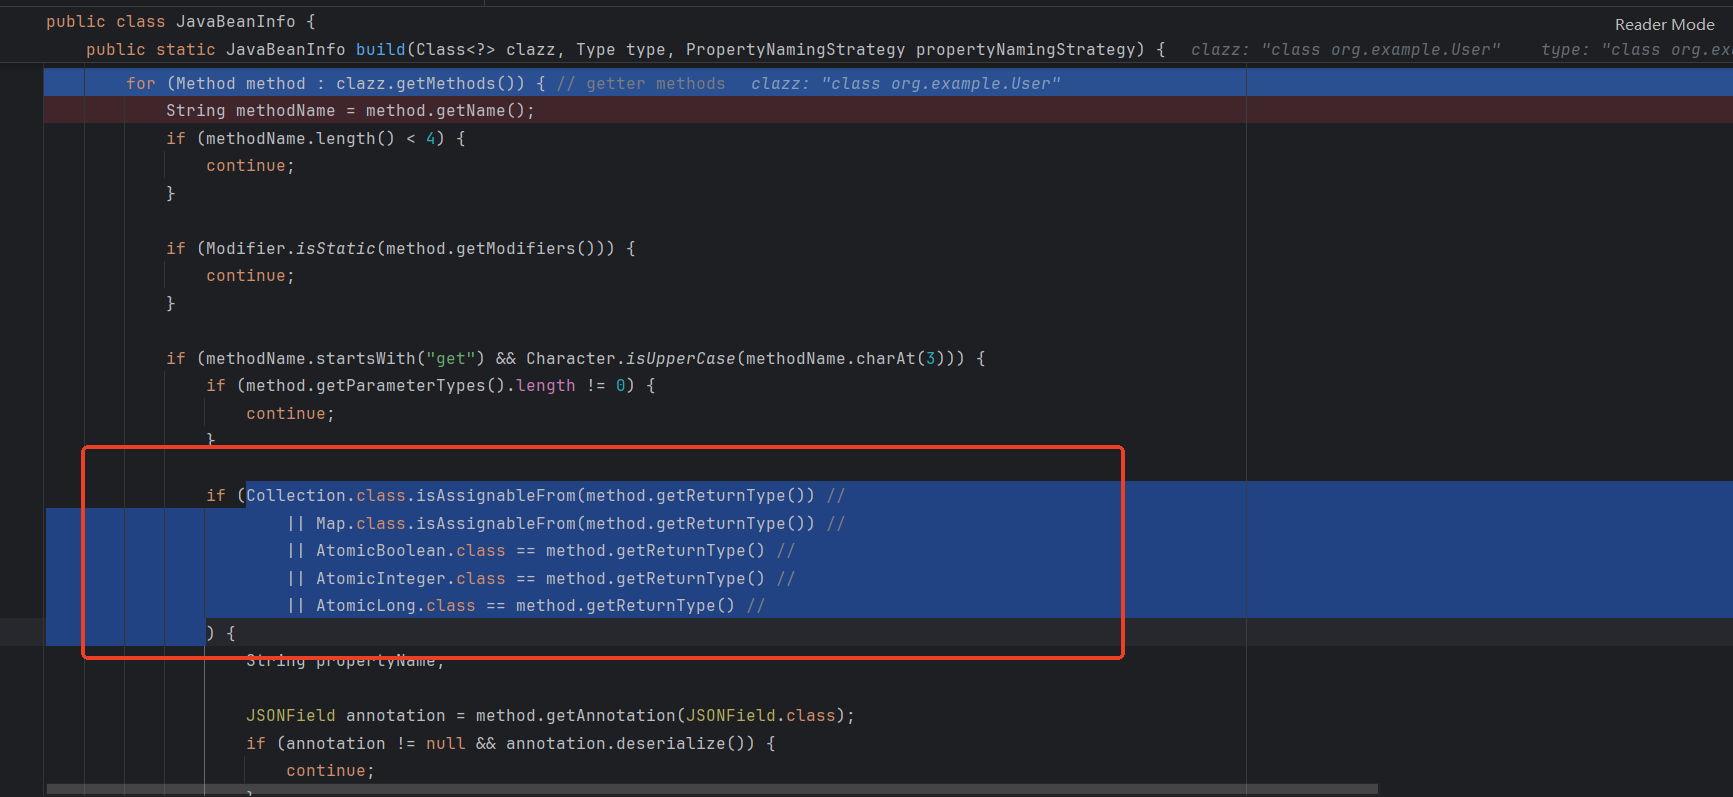 public class JavaBeanInfo {
Reader Mode
public static JavaBeanInfo build(Class<?> clazz, Type type, PropertyNamingStrategy propertyNamingStrategy) { clazz: "class org.example.User" type: "class org.exa
for (Method method : clazz.getMethods()) { // getter methods clazz: "class org.example.User"
String methodName = method.getName();
if (methodName.length() < 4) {
continue;
}
if (Modifier.isStatic(method.getModifiers())) {
continue;
}
if (methodName.startsWith("get") && Character.isUpperCase(methodName.charAt(3))) {
if (method.getParameterTypes().length != 0) {
continue;
}
if (Collection.class.isAssignableFrom(method.getReturnType()) //
|| Map.class.isAssignableFrom(method.getReturnType()) //
|| AtomicBoolean.class == method.getReturnType() //
|| AtomicInteger.class == method.getReturnType() //
|| AtomicLong.class == method.getReturnType() //
) {
String propertyName;
JSONField annotation = method.getAnnotation(JSONField.class);
if (annotation != null && annotation.deserialize()) {
continue;
}